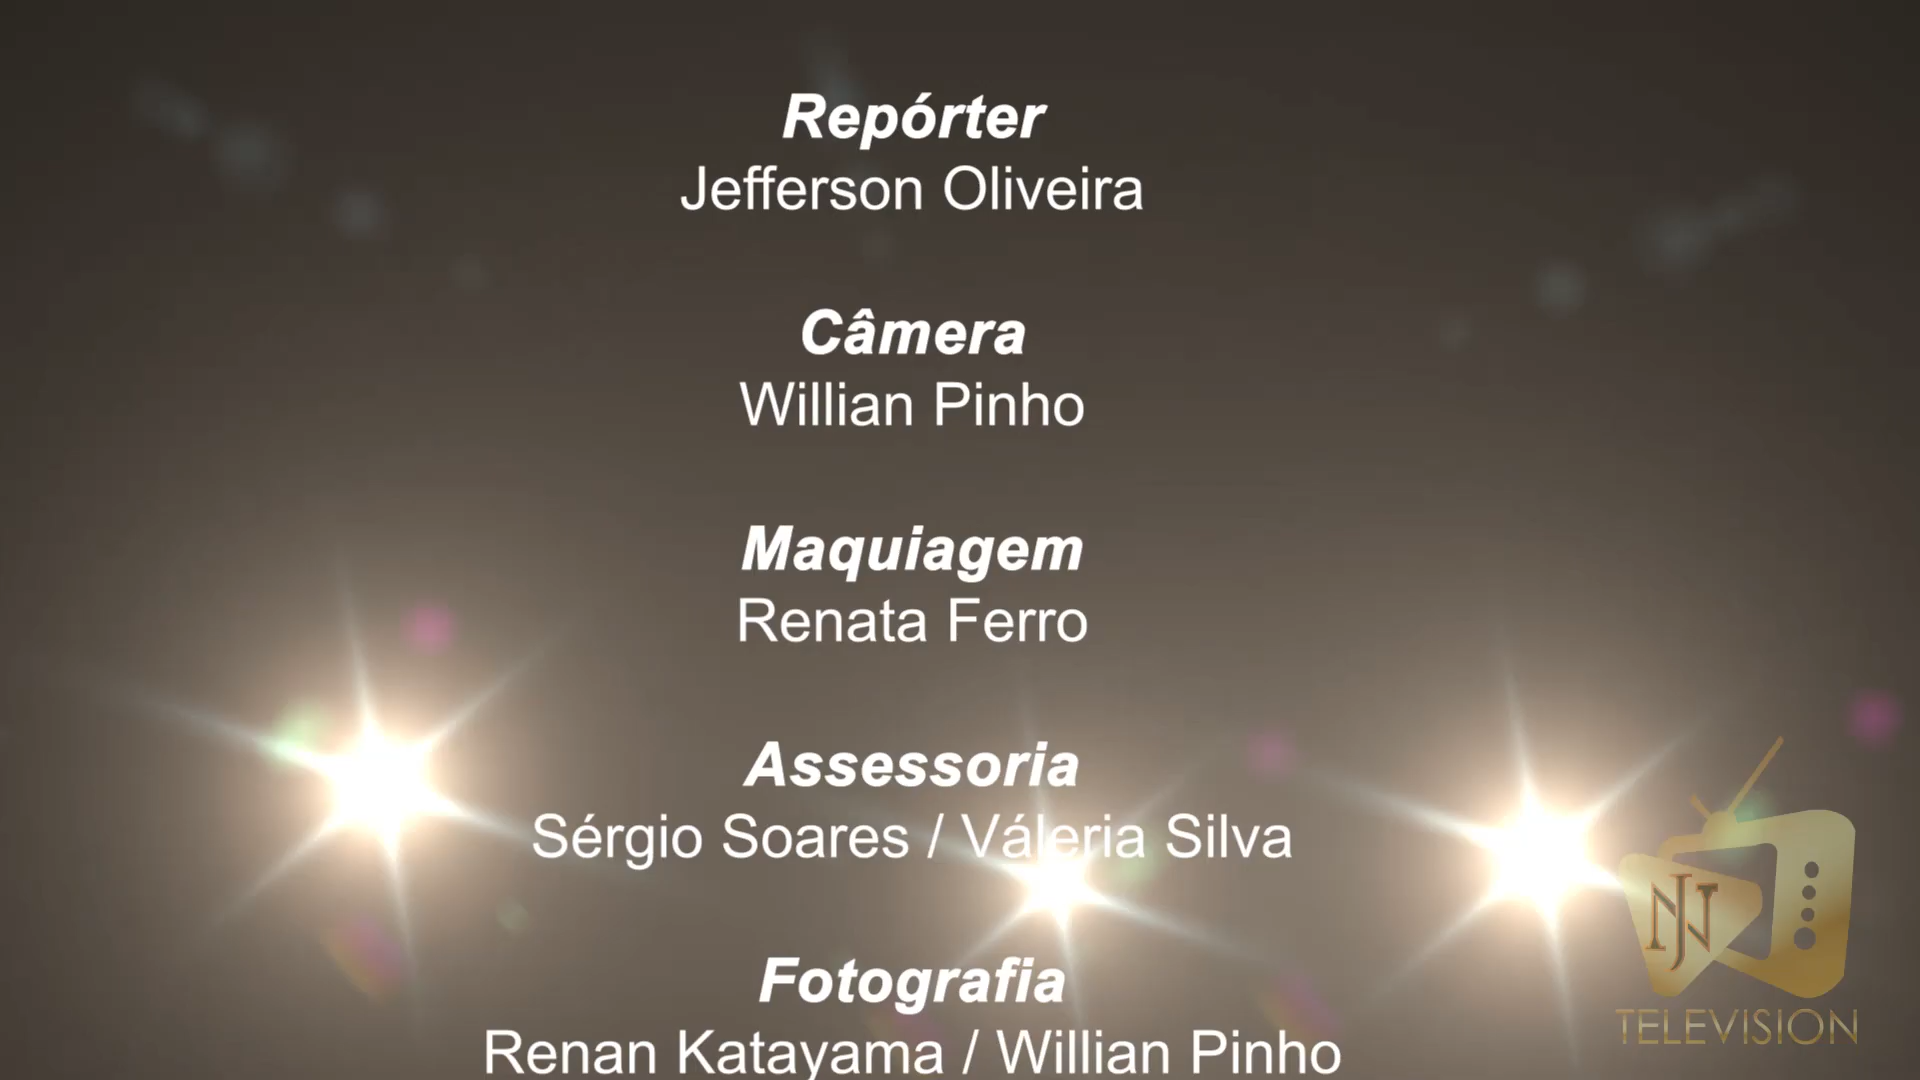 Repórter
Jefferson Oliveira
Câmera
Willian Pinho
Maquiagem
Renata Ferro
Assessoria
Sérgio Soares / Váleria Silva
Fotografia
Renan Katayama / Willian Pinho
TELEVISION